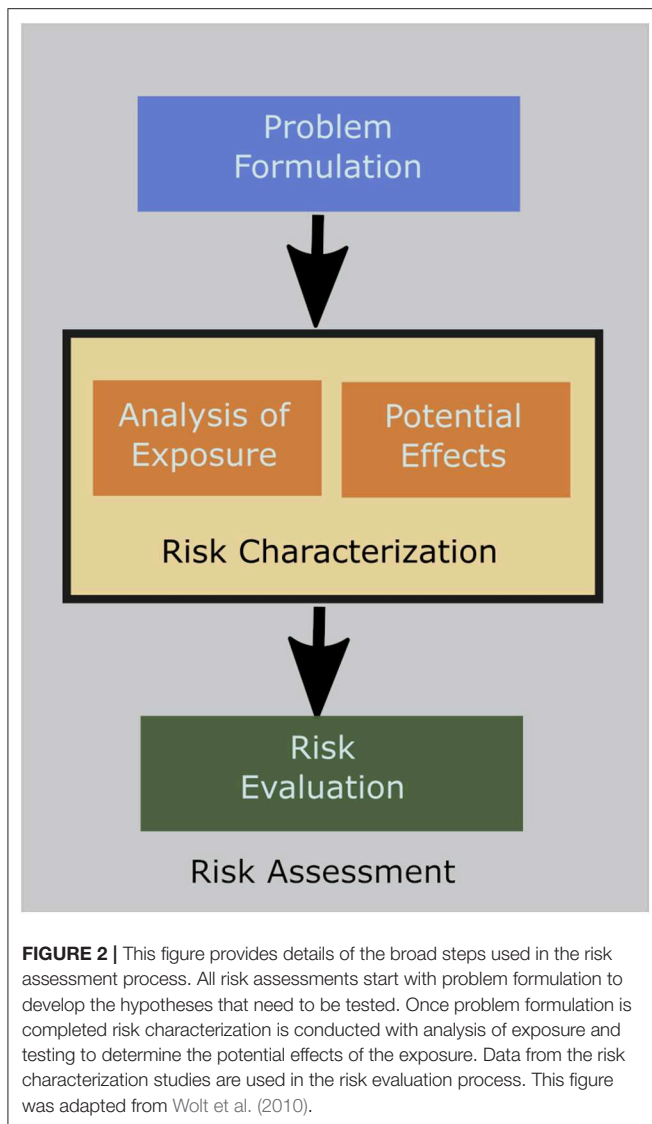 Problem
Formulation
Analysis of
Exposure
Potential
Effects
Risk Characterization
Risk
Evaluation
Risk Assessment
FIGURE 2 | This figure provides details of the broad steps used in the risk
assessment process. All risk assessments start with problem formulation to
develop the hypotheses that need to be tested. Once problem formulation is
completed risk characterization is conducted with analysis of exposure and
testing to determine the potential effects of the exposure. Data from the risk
characterization studies are used in the risk evaluation process. This figure
was adapted from Wolt et al. (2010).